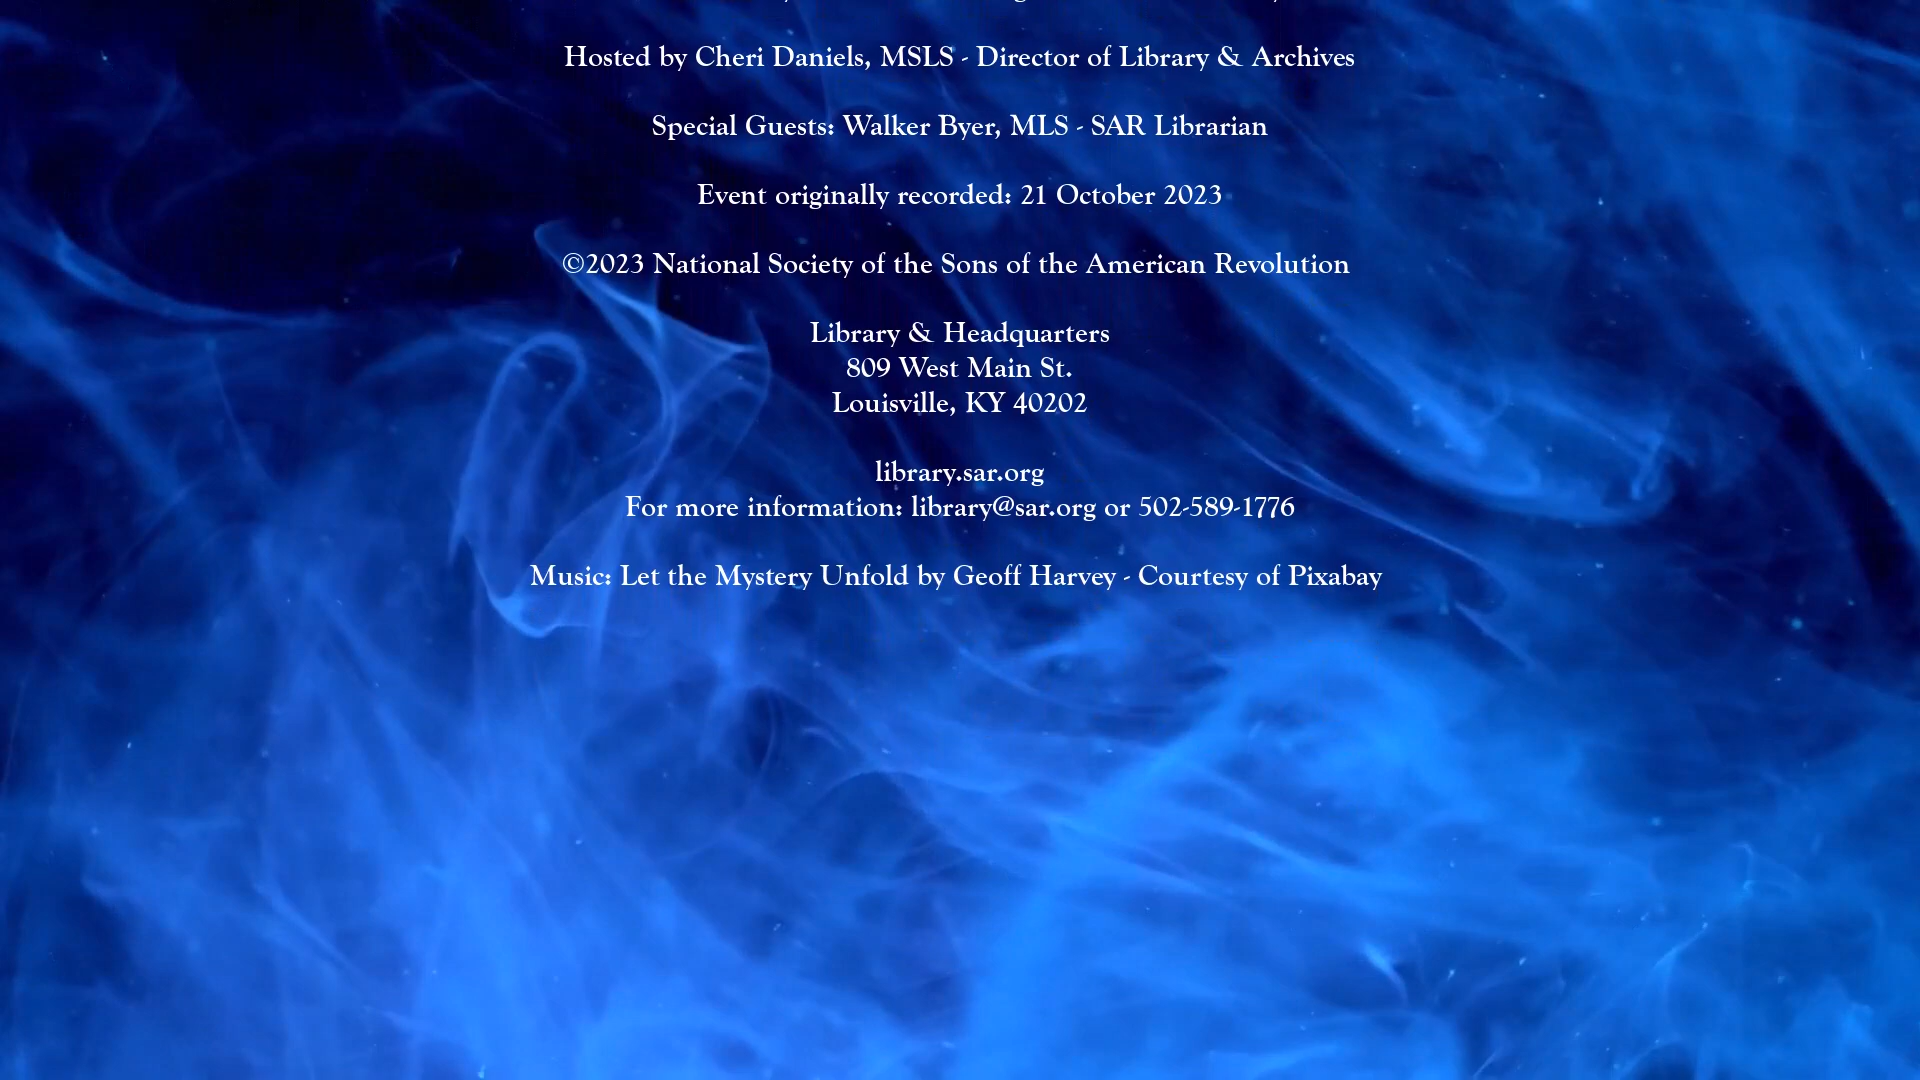 Hosted by Cheri Daniels, MSLS - Director of Library & Archives
Special Guests: Walker Byer, MLS - SAR Librarian
Event originally recorded: 21 October 2023
©2023 National Society of the Sons of the American Revolution
Library & Headquarters
809 West Main St.
Louisville, KY 40202
library.sar.org
For more information: library@sar.org or 502-589-1776
Music: Let the Mystery Unfold by Geoff Harvey - Courtesy of Pixabay